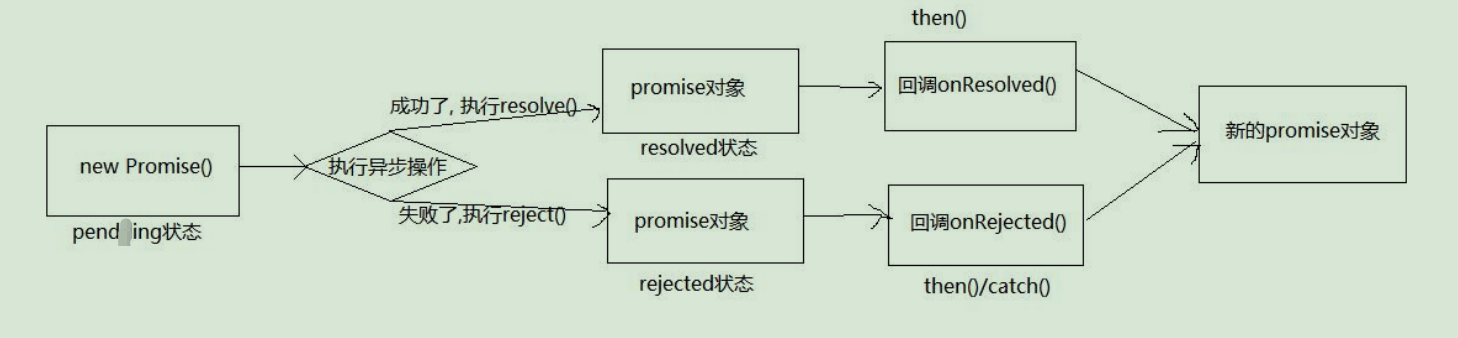 then()
promise对象
回调onResolved()
成功了, 执行resolve()
新的promise对象
new Promise()
执行异步操作
resolved状态
失败了,执行reject()
promise对象
回调onRejected()
pending状态
rejected状态
then()/catch()